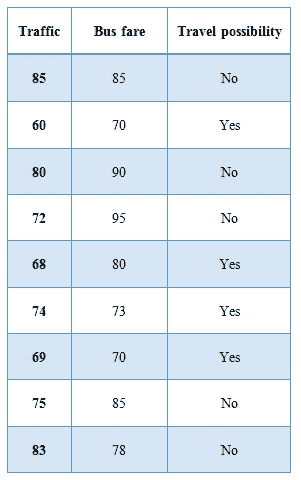 Traffic Bus fare Travel possibility
85 85 No
60 70 Yes
80 90 No
72 95 No
68 80 Yes
74 73 Yes
69 70 Yes
75 85 No
83 78 No